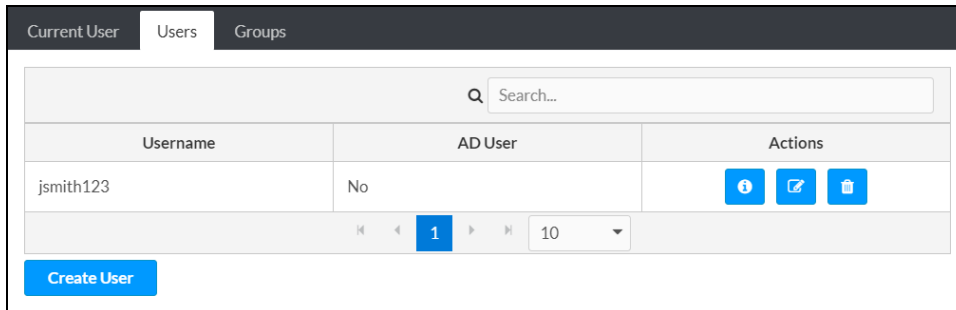 Current User Users Groups
Search...
Username AD User Actions
jsmith123 No
1 10
Create User